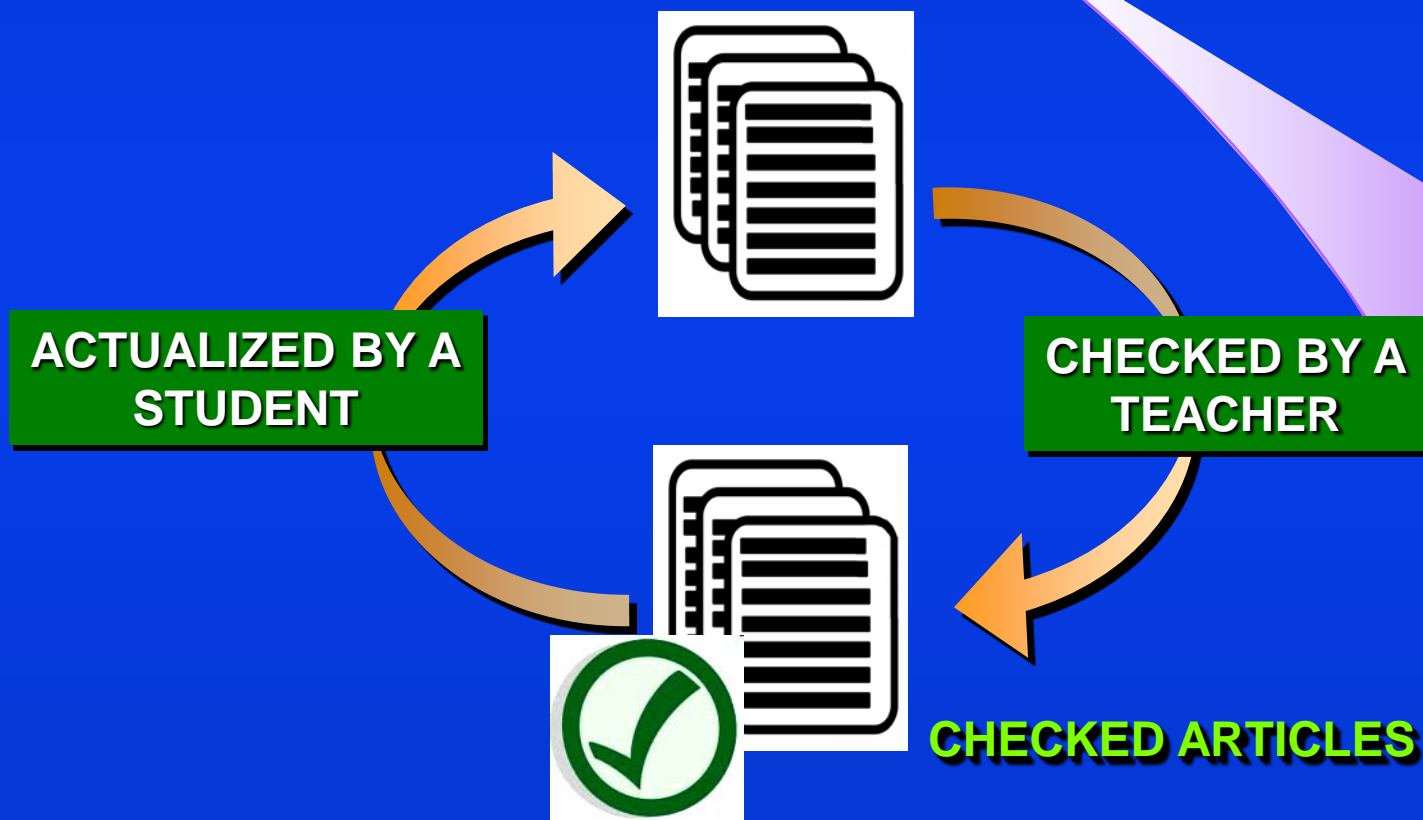 ACTUALIZED BY A
STUDENT
CHECKED BY A
TEACHER
CHECKED ARTICLES